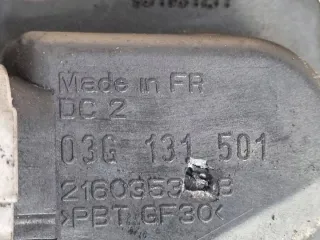 Made in FR
DC 2
03G 131 501
>PBT GF30<